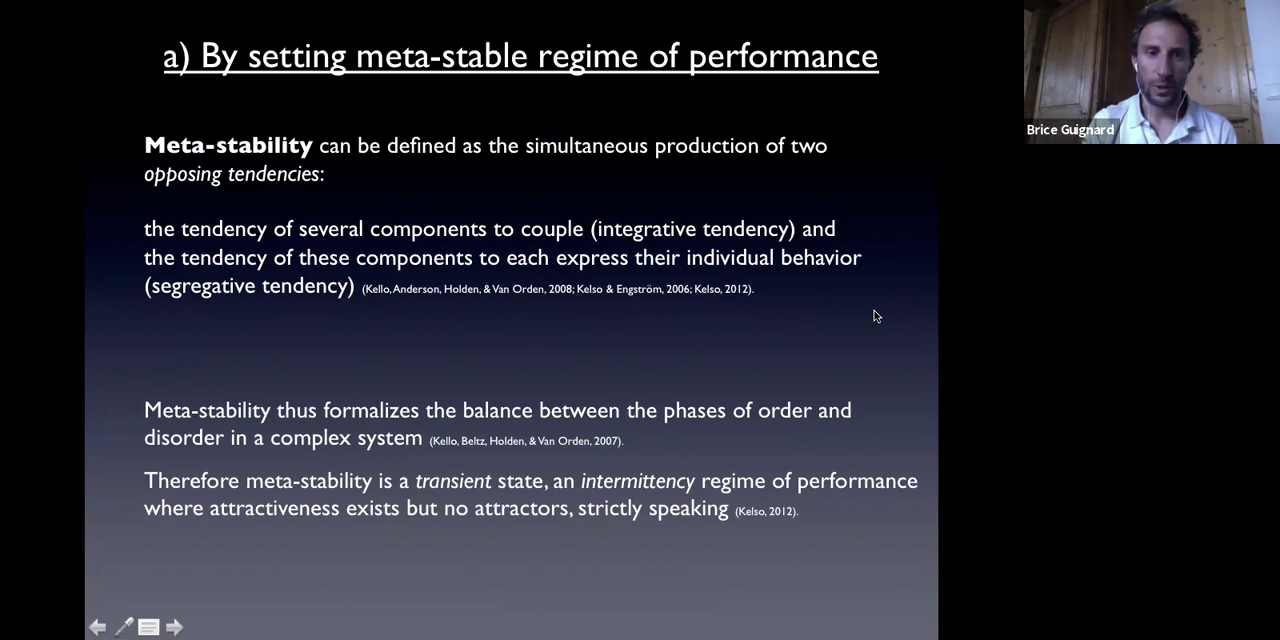 a) By setting meta-stable regime of performance
Brice Guignard
Meta-stability can be defined as the simultaneous production of two
opposing tendencies:
the tendency of several components to couple (integrative tendency) and
the tendency of these components to each express their individual behavior
(segregative tendency) (Kello, Anderson, Holden, & Van Orden, 2008; Kelso & Engström, 2006; Kelso, 2012).
Meta-stability thus formalizes the balance between the phases of order and
disorder in a complex system (Kello, Beltz, Holden, & Van Orden, 2007).
Therefore meta-stability is a transient state, an intermittency regime of performance
where attractiveness exists but no attractors, strictly speaking (Kelso, 2012).